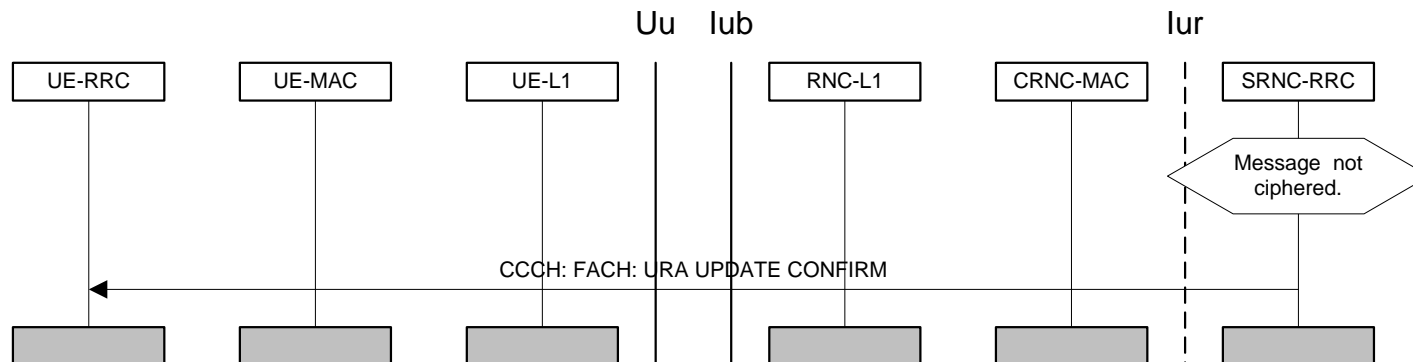 Uu Iub Iur
UE-RRC UE-MAC UE-L1 RNC-L1 CRNC-MAC SRNC-RRC
Message not
ciphered.
CCCH: FACH: URA UPDATE CONFIRM